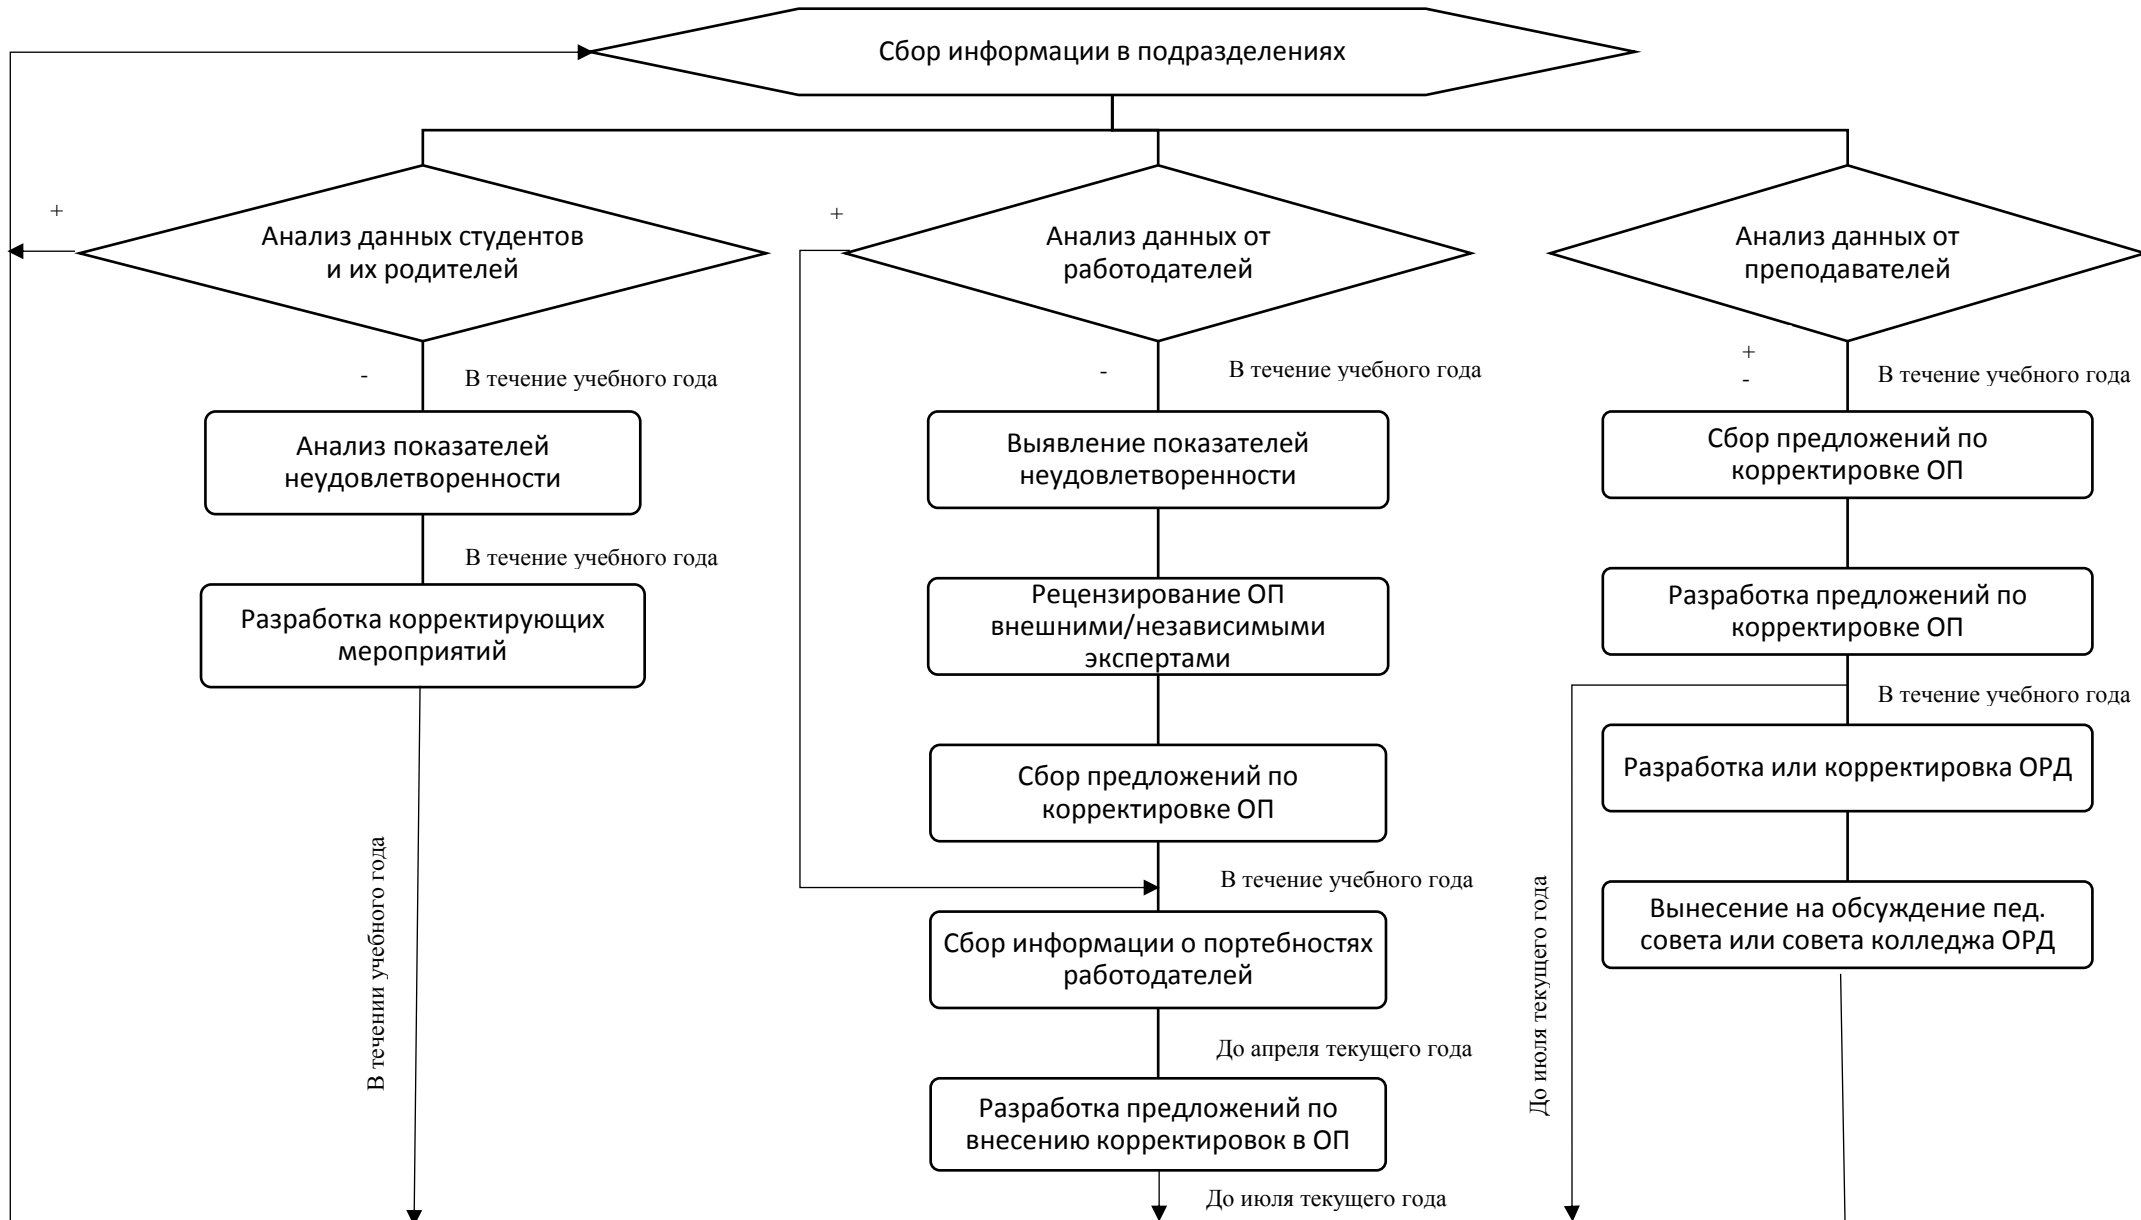 Сбор информации в подразделениях
+
Анализ данных студентов
и их родителей
-
В течение учебного года
Анализ показателей
неудовлетворенности
В течение учебного года
Разработка корректирующих
мероприятий
В течении учебного года
+
Анализ данных от
работодателей
-
В течение учебного года
Выявление показателей
неудовлетворенности
Рецензирование ОП
внешними/независимыми
экспертами
Сбор предложений по
корректировке ОП
В течение учебного года
Сбор информации о портебностях
работодателей
До апреля текущего года
Разработка предложений по
внесению корректировок в ОП
До июля текущего года
Анализ данных от
преподавателей
+
-
В течение учебного года
Сбор предложений по
корректировке ОП
Разработка предложений по
корректировке ОП
В течение учебного года
Разработка или корректировка ОРД
Вынесение на обсуждение пед.
совета или совета колледжа ОРД
До июля текущего года